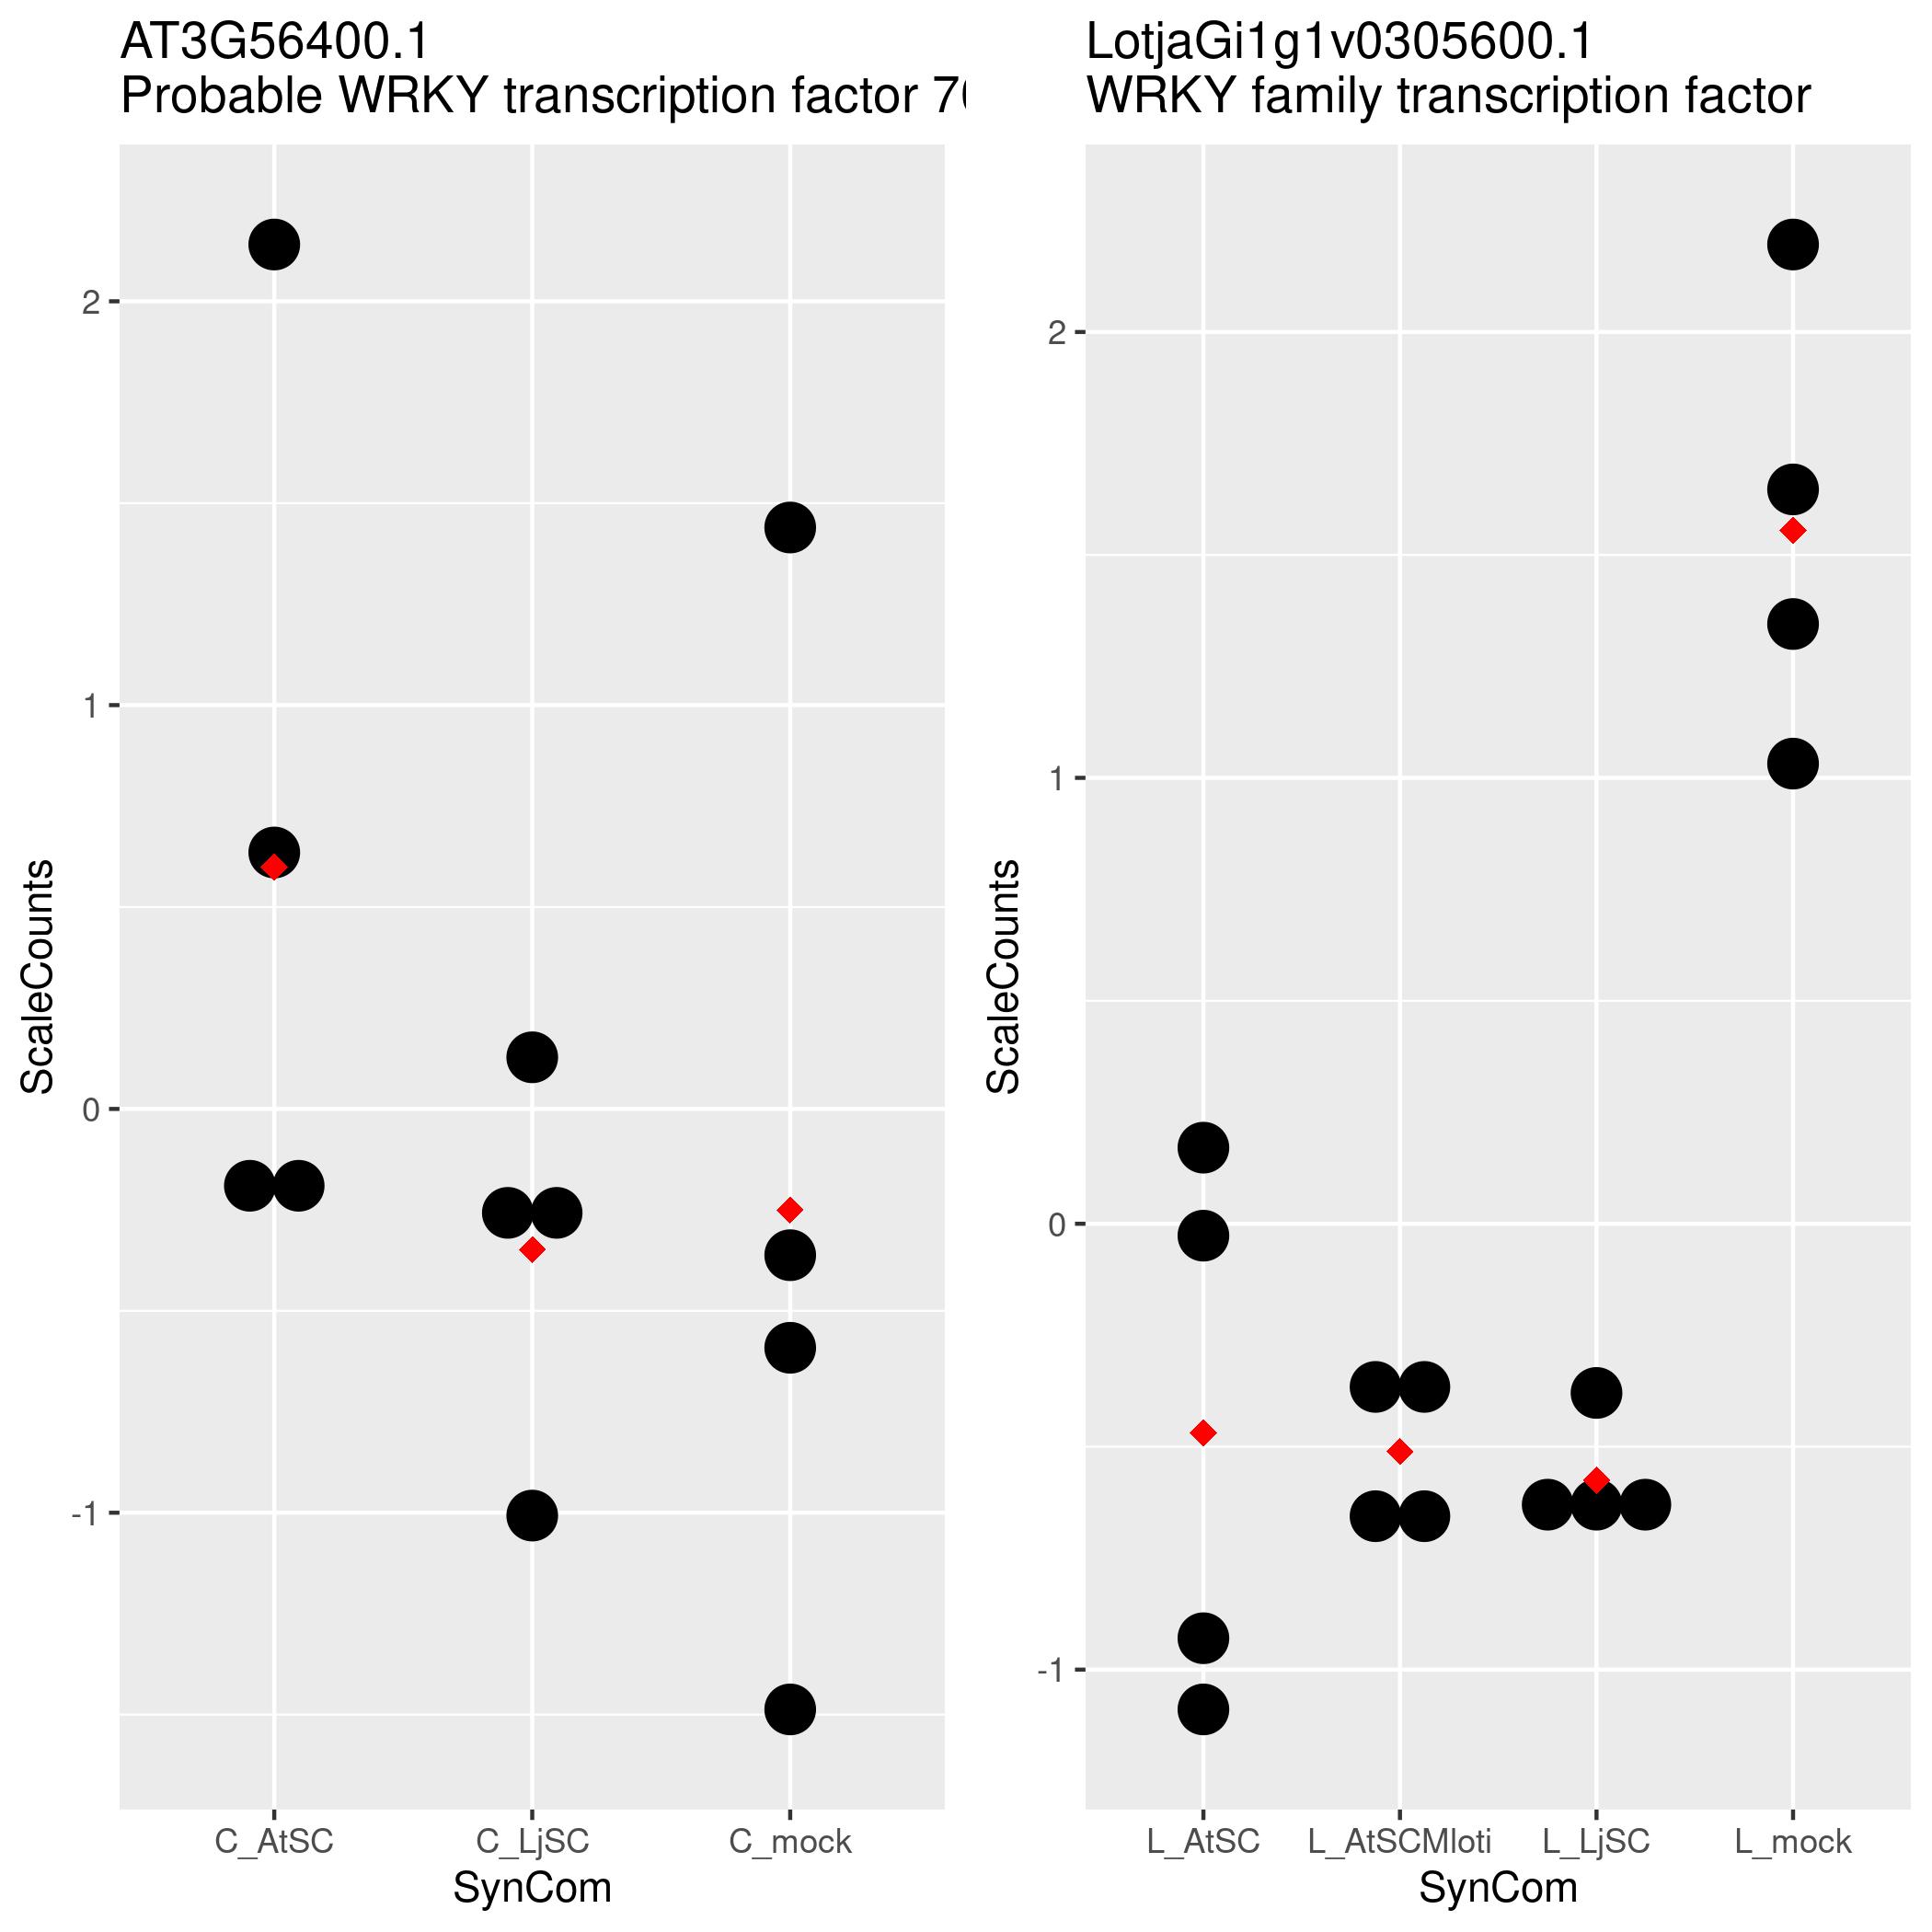 AT3G56400.1
Probable WRKY transcription factor
ScaleCounts
2
1
0
-1
C_AtSC C_LjSC C_mock
SynCom
LotjaGi1g1v0305600.1
WRKY family transcription factor
ScaleCounts
2
1
0
-1
L_AtSC L_AtSCMloti L_LjSC L_mock
SynCom